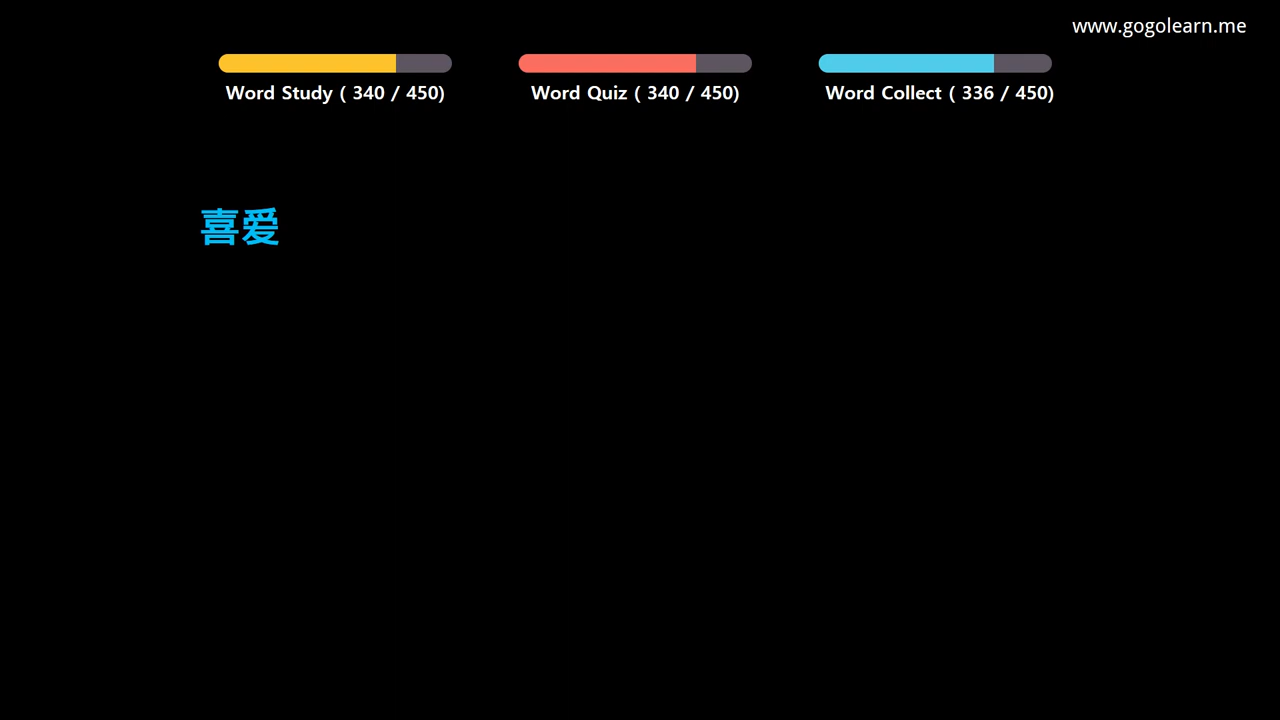 www.gogolearn.me
Word Study ( 340 / 450)
Word Quiz ( 340 / 450)
Word Collect ( 336 / 450)
喜爱